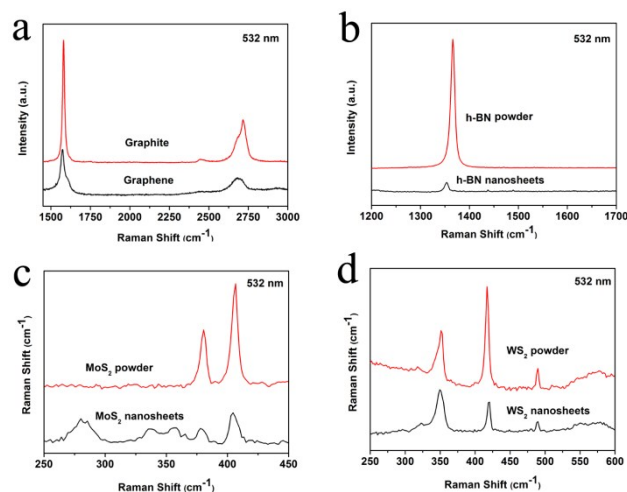 a
532 nm
Intensity (a.u.)
Graphite
Graphene
1500 1750 2000 2250 2500 2750 3000
Raman Shift (cm-1)
b
532 nm
Intensity (a.u.)
h-BN powder
h-BN nanosheets
1200 1300 1400 1500 1600 1700
Raman Shift (cm-1)
c
532 nm
Raman Shift (cm-1)
MoS2 powder
MoS2 nanosheets
250 300 350 400 450
Raman Shift (cm-1)
d
532 nm
Raman Shift (cm-1)
WS2 powder
WS2 nanosheets
250 300 350 400 450 500 550 600
Raman Shift (cm-1)